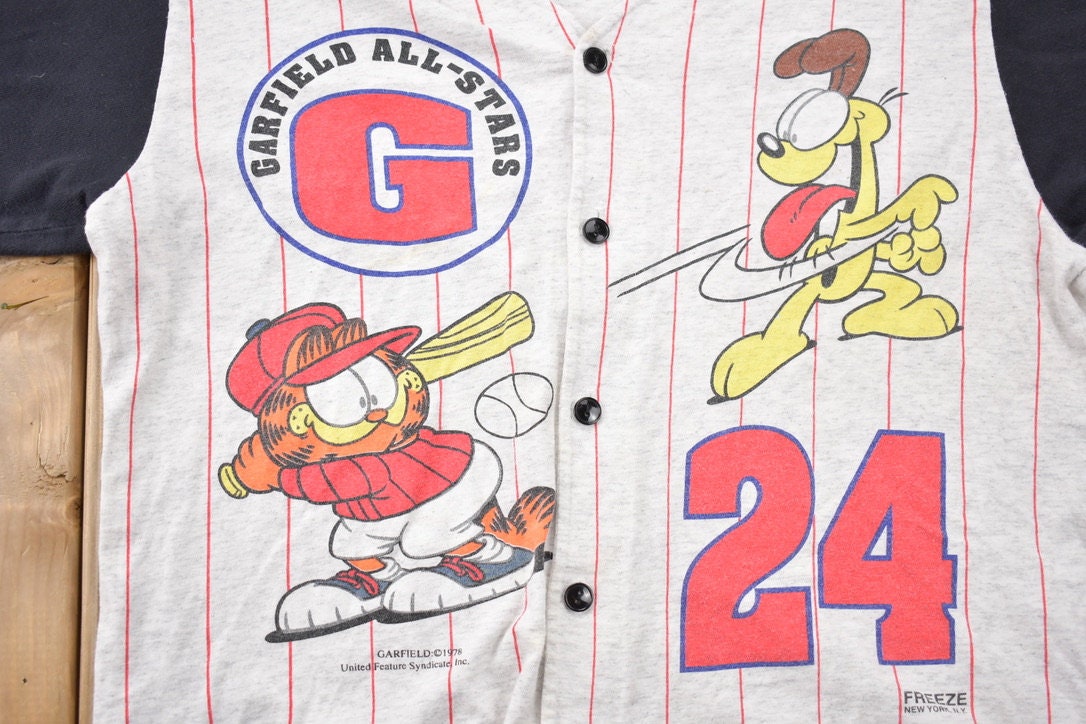 GARFIELD ALL-STARS
G
24
GARFIELD:©1978
United Feature Syndicate, Inc.
FREEZE
NEW YORK, N.Y.